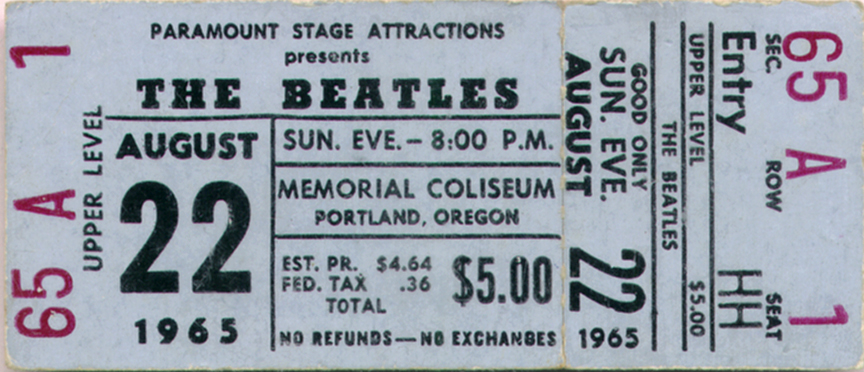 PARAMOUNT STAGE ATTRACTIONS
presents
THE BEATLES
65 A 1
UPPER LEVEL
AUGUST
22
1965
SUN. EVE. - 8:00 P.M.
MEMORIAL COLISEUM
PORTLAND, OREGON
EST. PR. $4.64
FED. TAX .36
TOTAL
$5.00
NO REFUNDS — NO EXCHANGES
GOOD ONLY
SUN. EVE.
AUGUST
22
1965
THE BEATLES
UPPER LEVEL $5.00
Entry HH
SEC. ROW SEAT
65 A 1